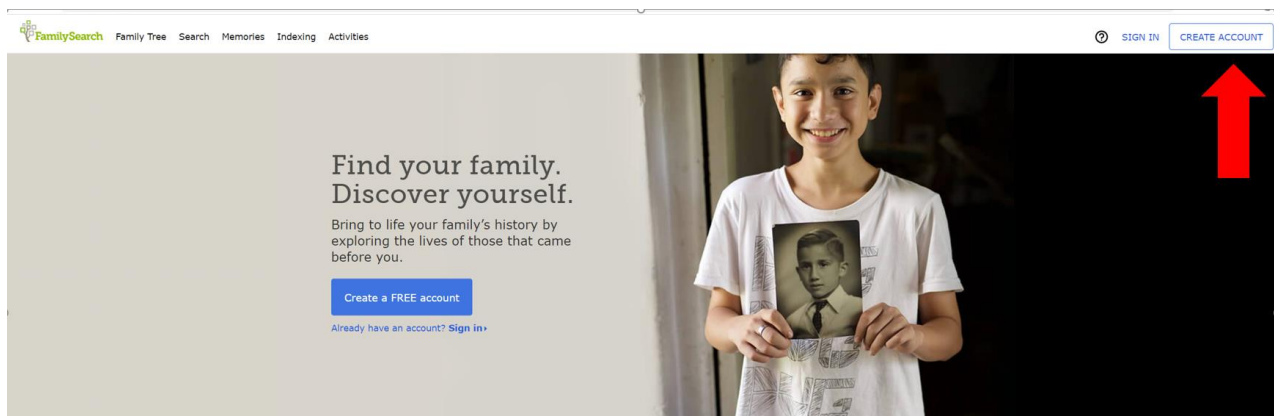 FamilySearch Family Tree Search Memories Indexing Activities
SIGN IN CREATE ACCOUNT
Find your family.
Discover yourself.
Bring to life your family's history by
exploring the lives of those that came
before you.
Create a FREE account
Already have an account? Sign in